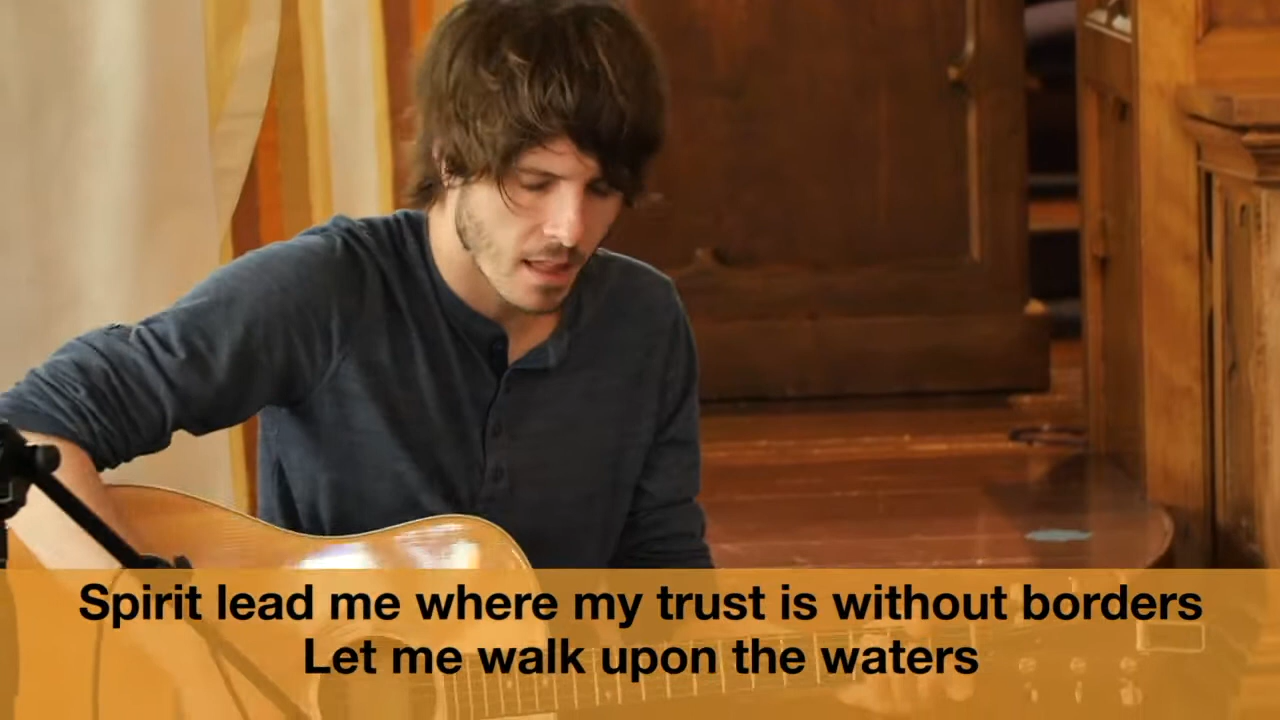 Spirit lead me where my trust is without borders
Let me walk upon the waters